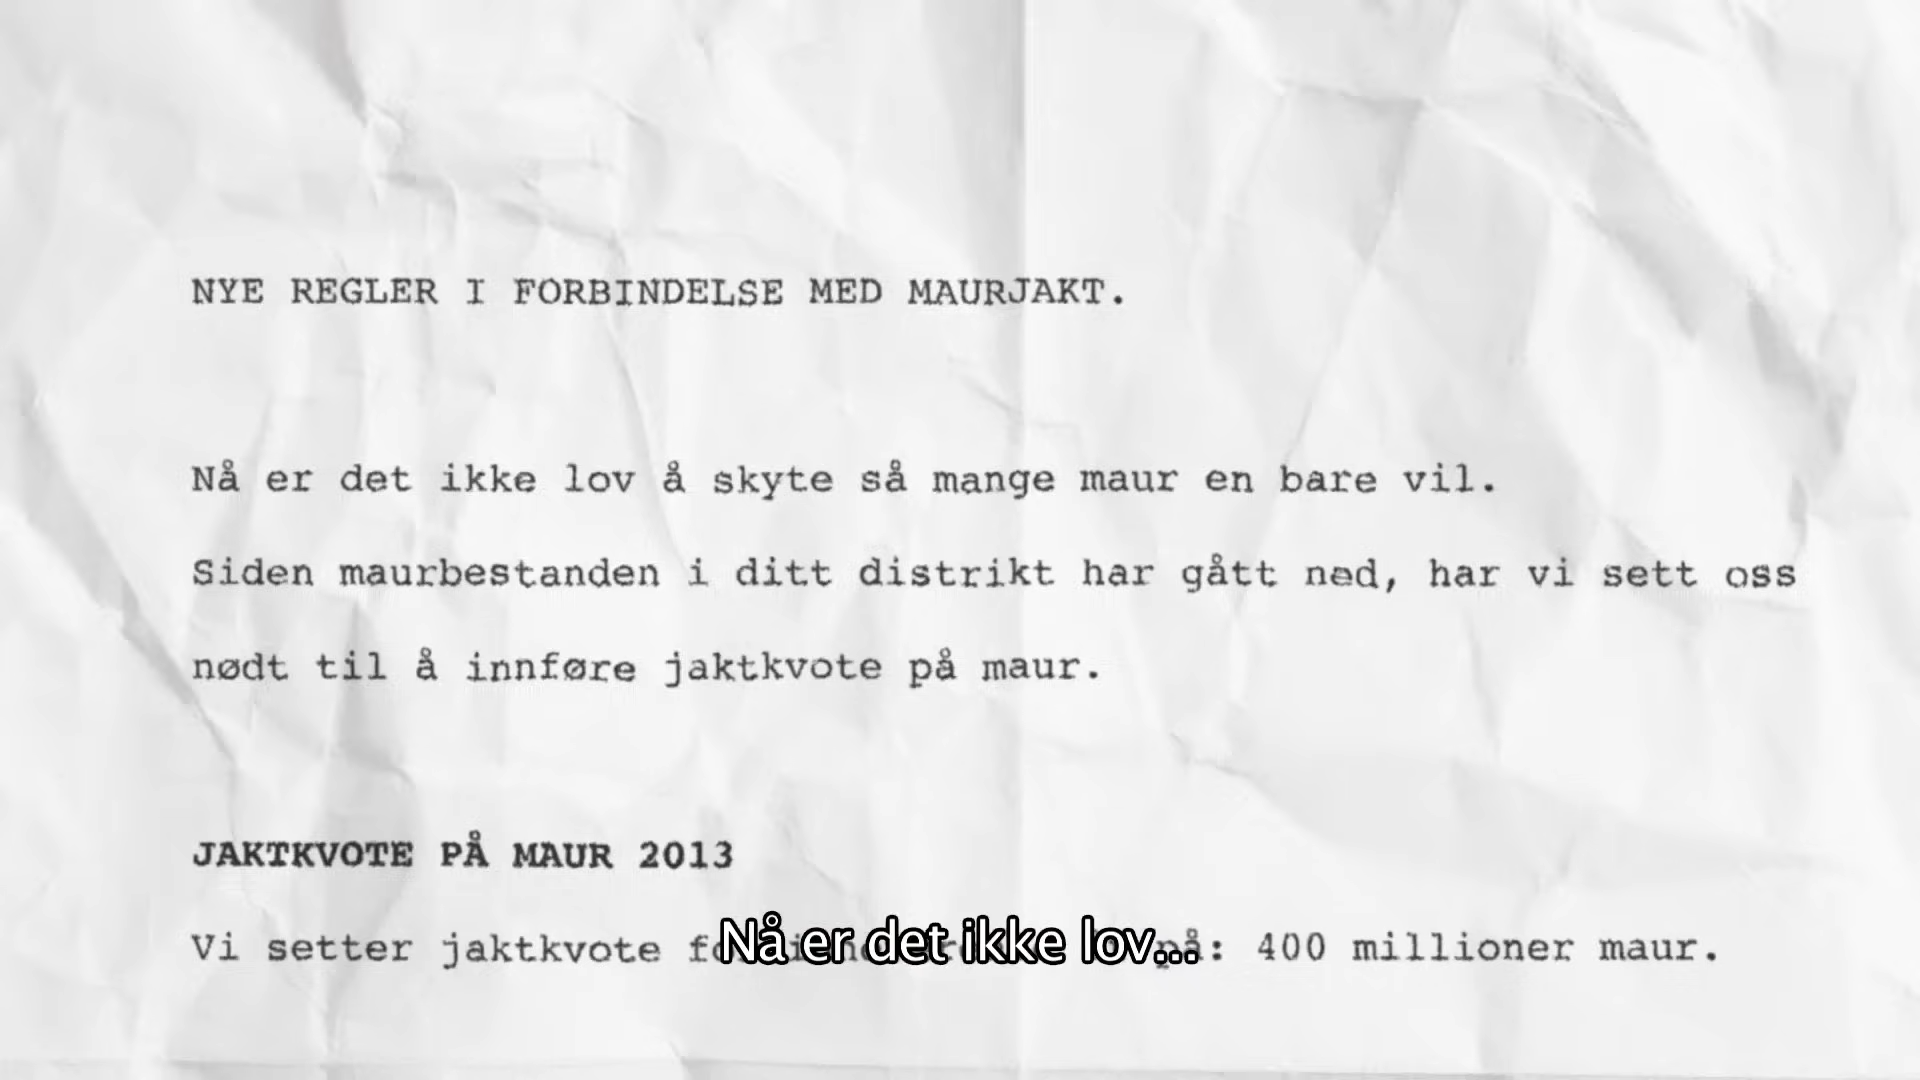 NYE REGLER I FORBINDELSE MED MAURJAKT.
Nå er det ikke lov å skyte så mange maur en bare vil.
Siden maurbestanden i ditt distrikt har gått ned, har vi sett oss
nødt til å innføre jaktkvote på maur.
JAKTKVOTE PÅ MAUR 2013
Vi setter jaktkvote på: 400 millioner maur.
Nå er det ikke lov...